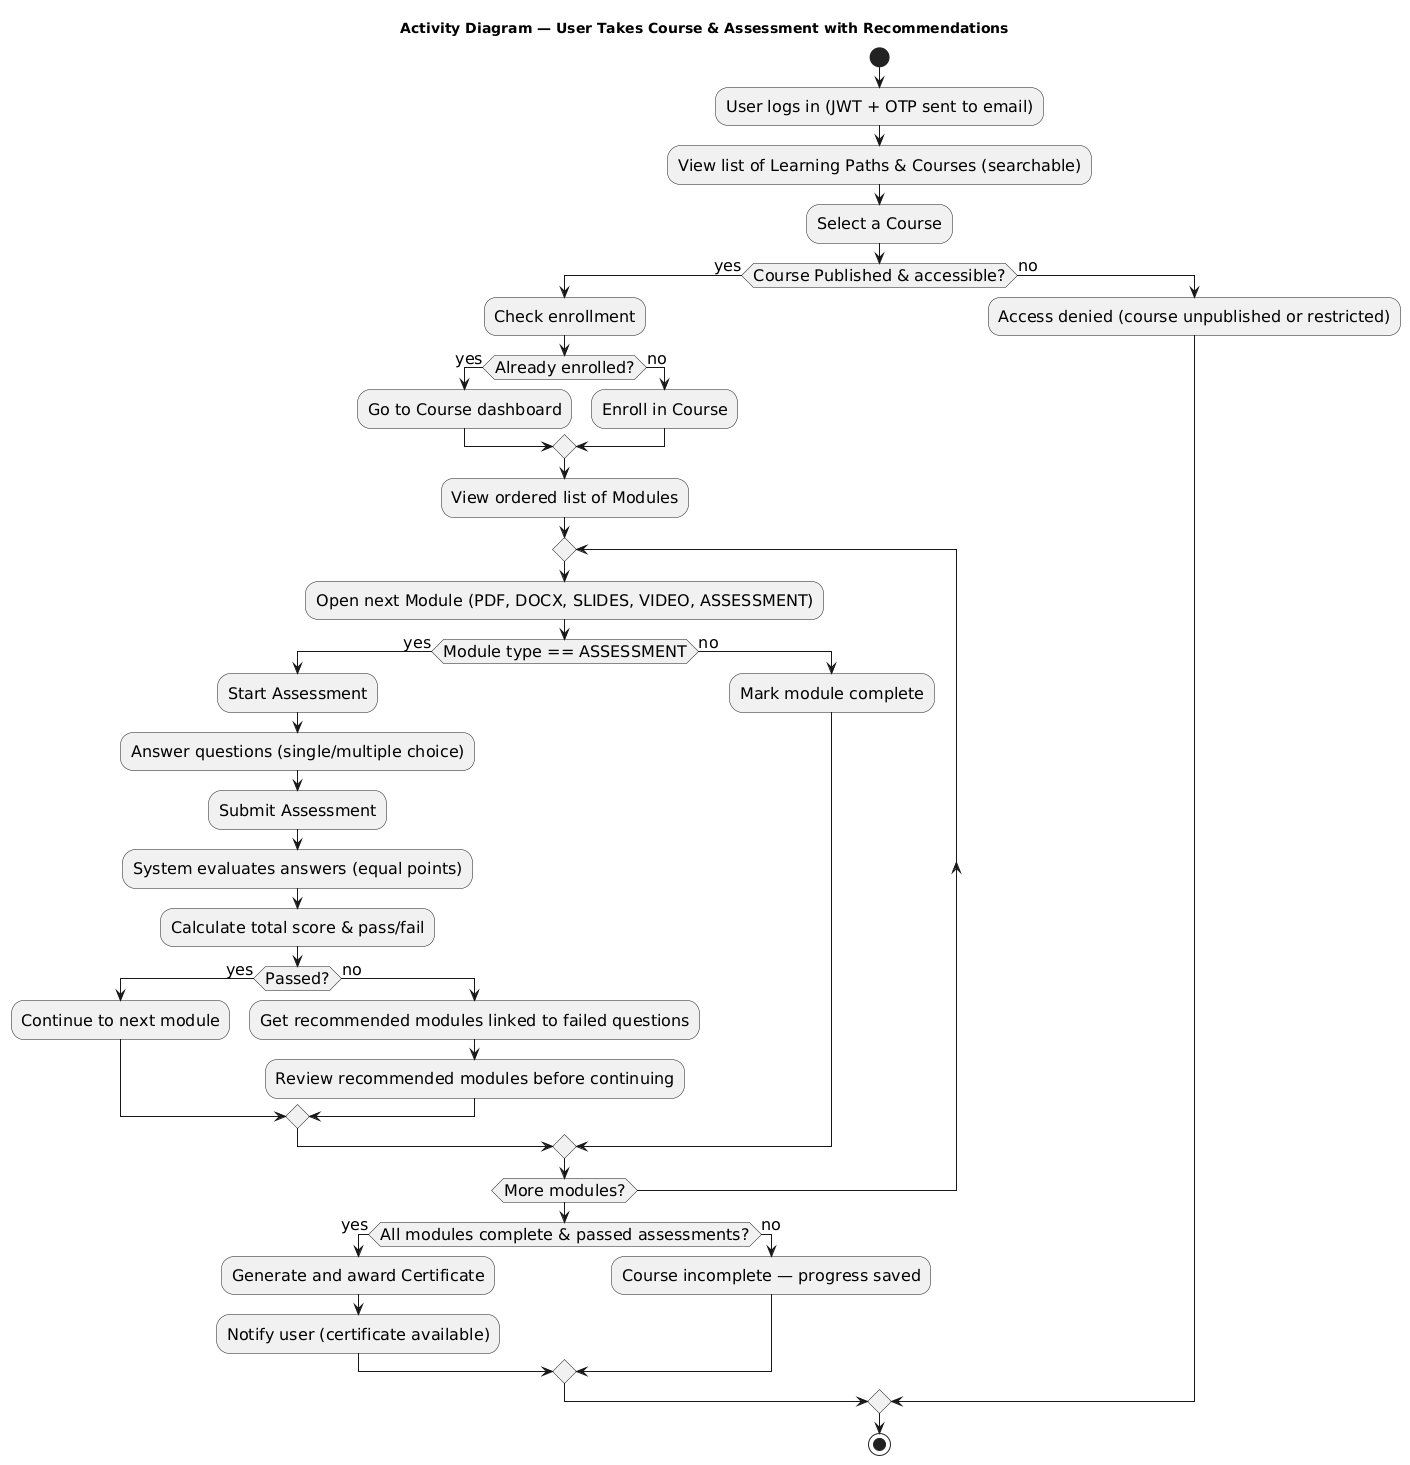 Activity Diagram — User Takes Course & Assessment with Recommendations
User logs in (JWT + OTP sent to email)
View list of Learning Paths & Courses (searchable)
Select a Course
yes
Course Published & accessible?
no
Check enrollment
Access denied (course unpublished or restricted)
yes
Already enrolled?
no
Go to Course dashboard
Enroll in Course
View ordered list of Modules
Open next Module (PDF, DOCX, SLIDES, VIDEO, ASSESSMENT)
yes
Module type == ASSESSMENT
no
Start Assessment
Mark module complete
Answer questions (single/multiple choice)
Submit Assessment
System evaluates answers (equal points)
Calculate total score & pass/fail
yes
Passed?
no
Continue to next module
Get recommended modules linked to failed questions
Review recommended modules before continuing
More modules?
yes
All modules complete & passed assessments?
no
Generate and award Certificate
Course incomplete — progress saved
Notify user (certificate available)